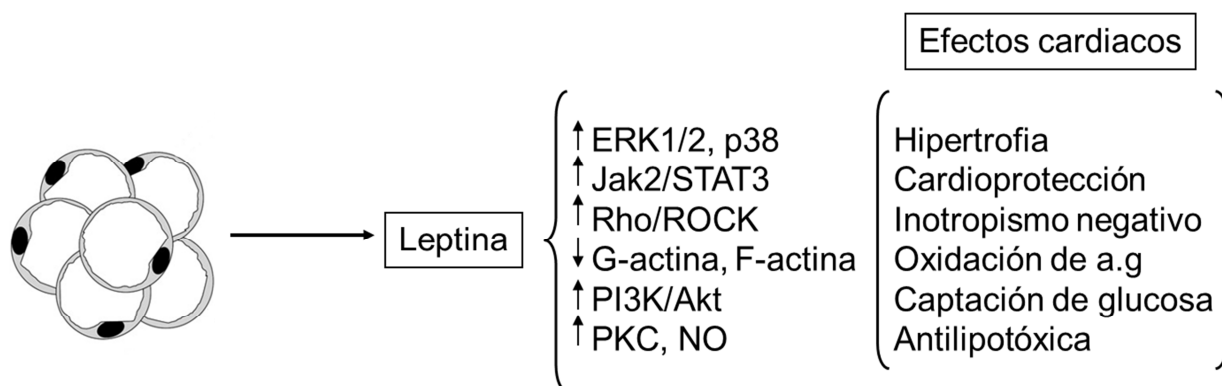 Efectos cardiacos
Leptina
↑ ERK1/2, p38
↑ Jak2/STAT3
↑ Rho/ROCK
↓ G-actina, F-actina
↑ PI3K/Akt
↑ PKC, NO
Hipertrofia
Cardioprotección
Inotropismo negativo
Oxidación de a.g
Captación de glucosa
Antilipotóxica